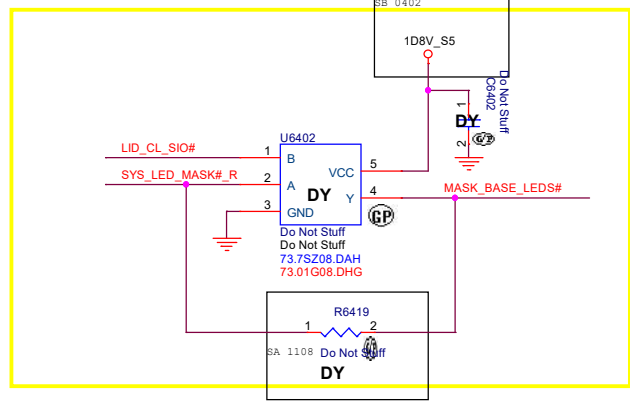 SB 0402
1D8V_S5
1
2
DY
C6402
Do Not Stuff
G/P
U6402
LID_CL_SIO#
1
B
SYS_LED_MASK#_R
2
A
3
GND
VCC
5
Y
4
DY
MASK_BASE_LEDS#
GP
Do Not Stuff
Do Not Stuff
73.7SZ08.DAH
73.01G08.DHG
R6419
1
2
SA 1108
Do Not Stuff
DY